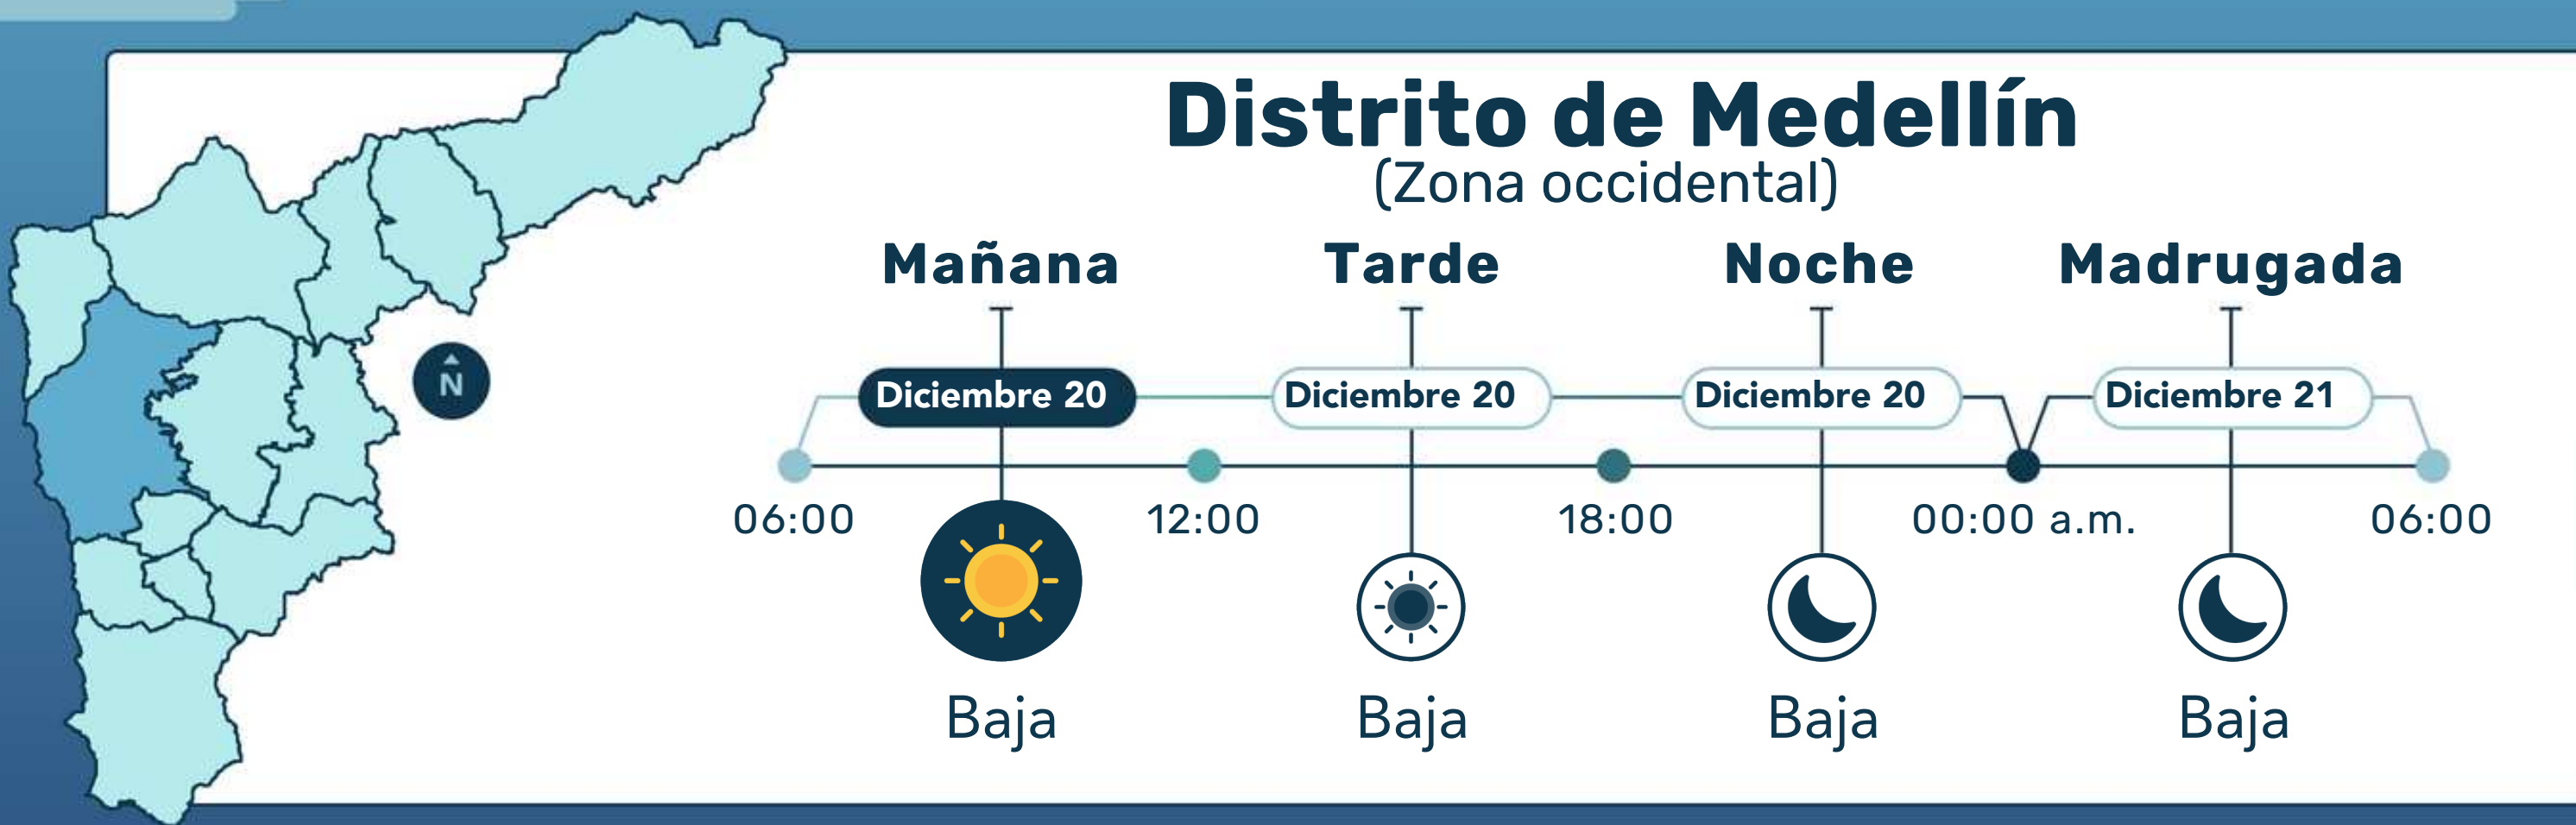 Distrito de Medellín
(Zona occidental)
Mañana Tarde Noche Madrugada
Diciembre 20 Diciembre 20 Diciembre 20 Diciembre 21
N
06:00 12:00 18:00 00:00 a.m. 06:00
Baja Baja Baja Baja